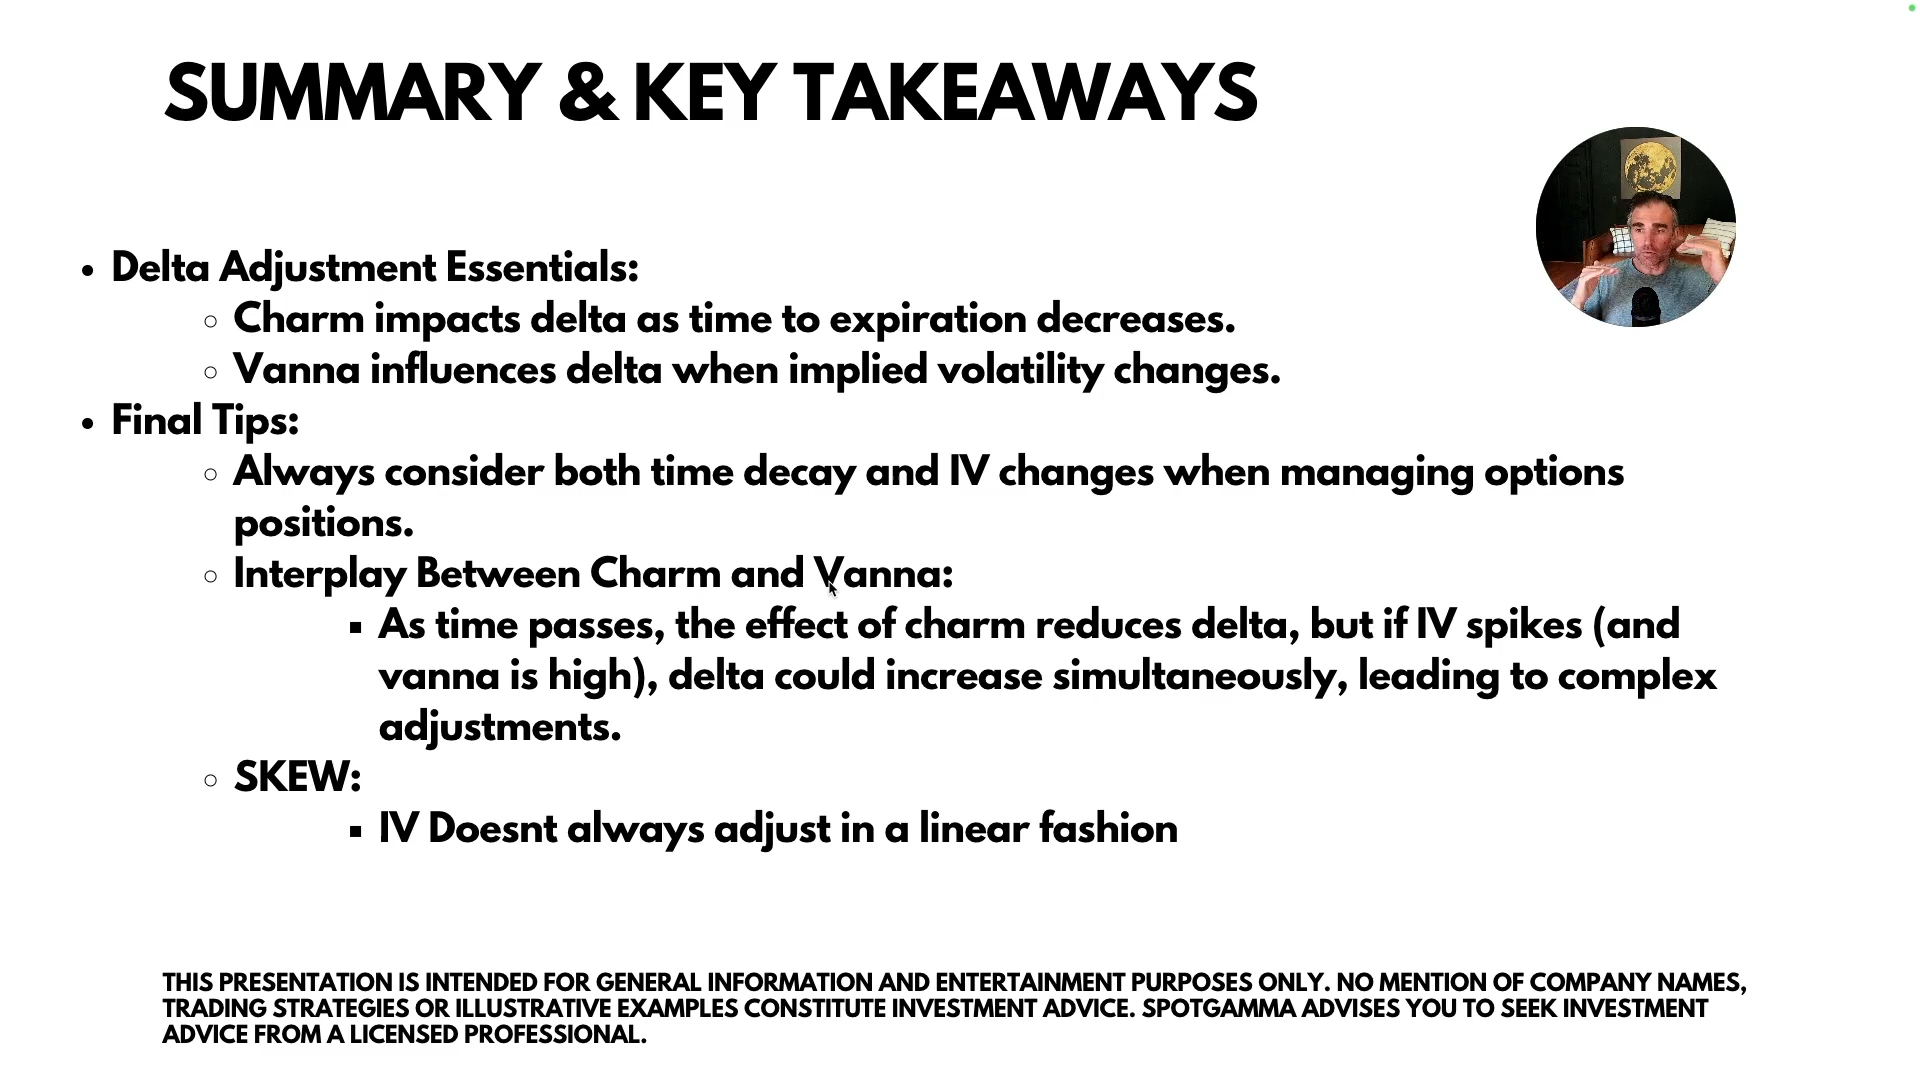 SUMMARY & KEY TAKEAWAYS
• Delta Adjustment Essentials:
○ Charm impacts delta as time to expiration decreases.
○ Vanna influences delta when implied volatility changes.
• Final Tips:
○ Always consider both time decay and IV changes when managing options
positions.
○ Interplay Between Charm and Vanna:
▪ As time passes, the effect of charm reduces delta, but if IV spikes (and
vanna is high), delta could increase simultaneously, leading to complex
adjustments.
○ SKEW:
▪ IV Doesnt always adjust in a linear fashion
THIS PRESENTATION IS INTENDED FOR GENERAL INFORMATION AND ENTERTAINMENT PURPOSES ONLY. NO MENTION OF COMPANY NAMES,
TRADING STRATEGIES OR ILLUSTRATIVE EXAMPLES CONSTITUTE INVESTMENT ADVICE. SPOTGAMMA ADVISES YOU TO SEEK INVESTMENT
ADVICE FROM A LICENSED PROFESSIONAL.